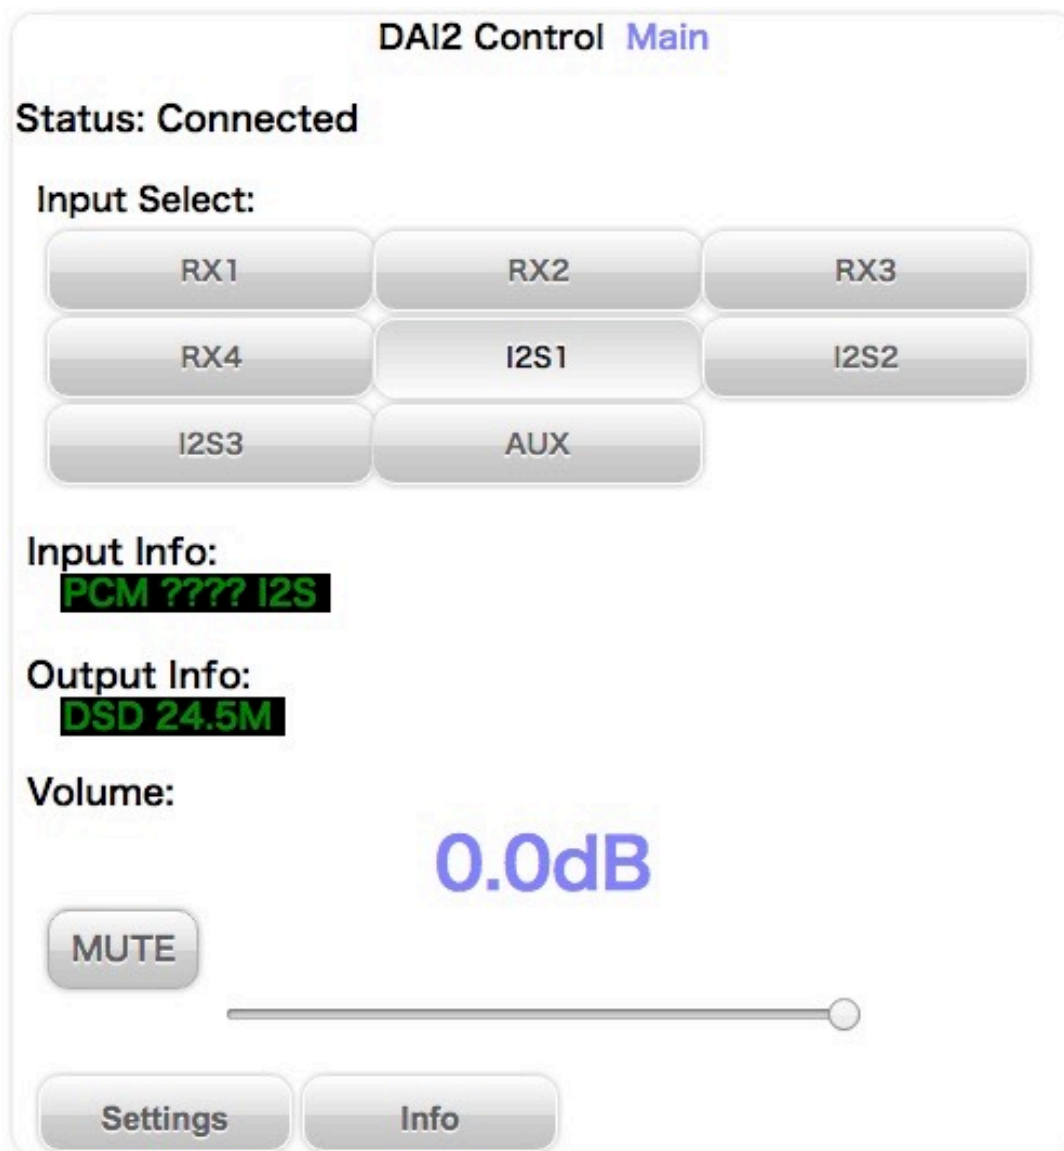 DAI2 Control Main
Status: Connected
Input Select:
RX1 RX2 RX3
RX4 I2S1 I2S2
I2S3 AUX
Input Info:
PCM ???? I2S
Output Info:
DSD 24.5M
Volume:
0.0dB
MUTE
Settings Info